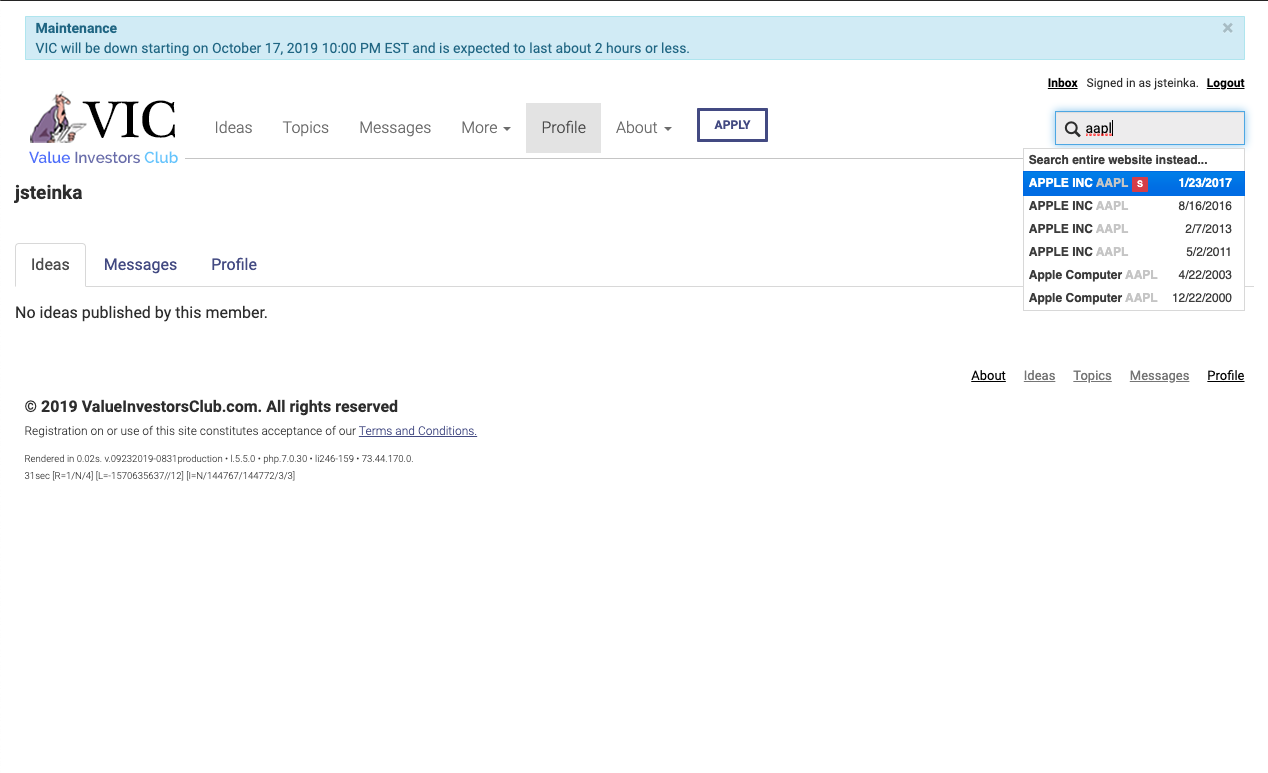 Maintenance
×
VIC will be down starting on October 17, 2019 10:00 PM EST and is expected to last about 2 hours or less.
Inbox Signed in as jsteinka. Logout
VIC
Value Investors Club
Ideas Topics Messages More Profile About APPLY
aapl
Search entire website instead...
APPLE INC AAPL S 1/23/2017
APPLE INC AAPL 8/16/2016
APPLE INC AAPL 2/7/2013
APPLE INC AAPL 5/2/2011
Apple Computer AAPL 4/22/2003
Apple Computer AAPL 12/22/2000
jsteinka
Ideas Messages Profile
No ideas published by this member.
About Ideas Topics Messages Profile
© 2019 ValueInvestorsClub.com. All rights reserved
Registration on or use of this site constitutes acceptance of our Terms and Conditions.
Rendered in 0.02s. v.09232019-0831production • l.5.5.0 • php.7.0.30 • li246-159 • 73.44.170.0.
31sec [R=1/N/4] [L=-1570635637//12] [I=N/144767/144772/3/3]